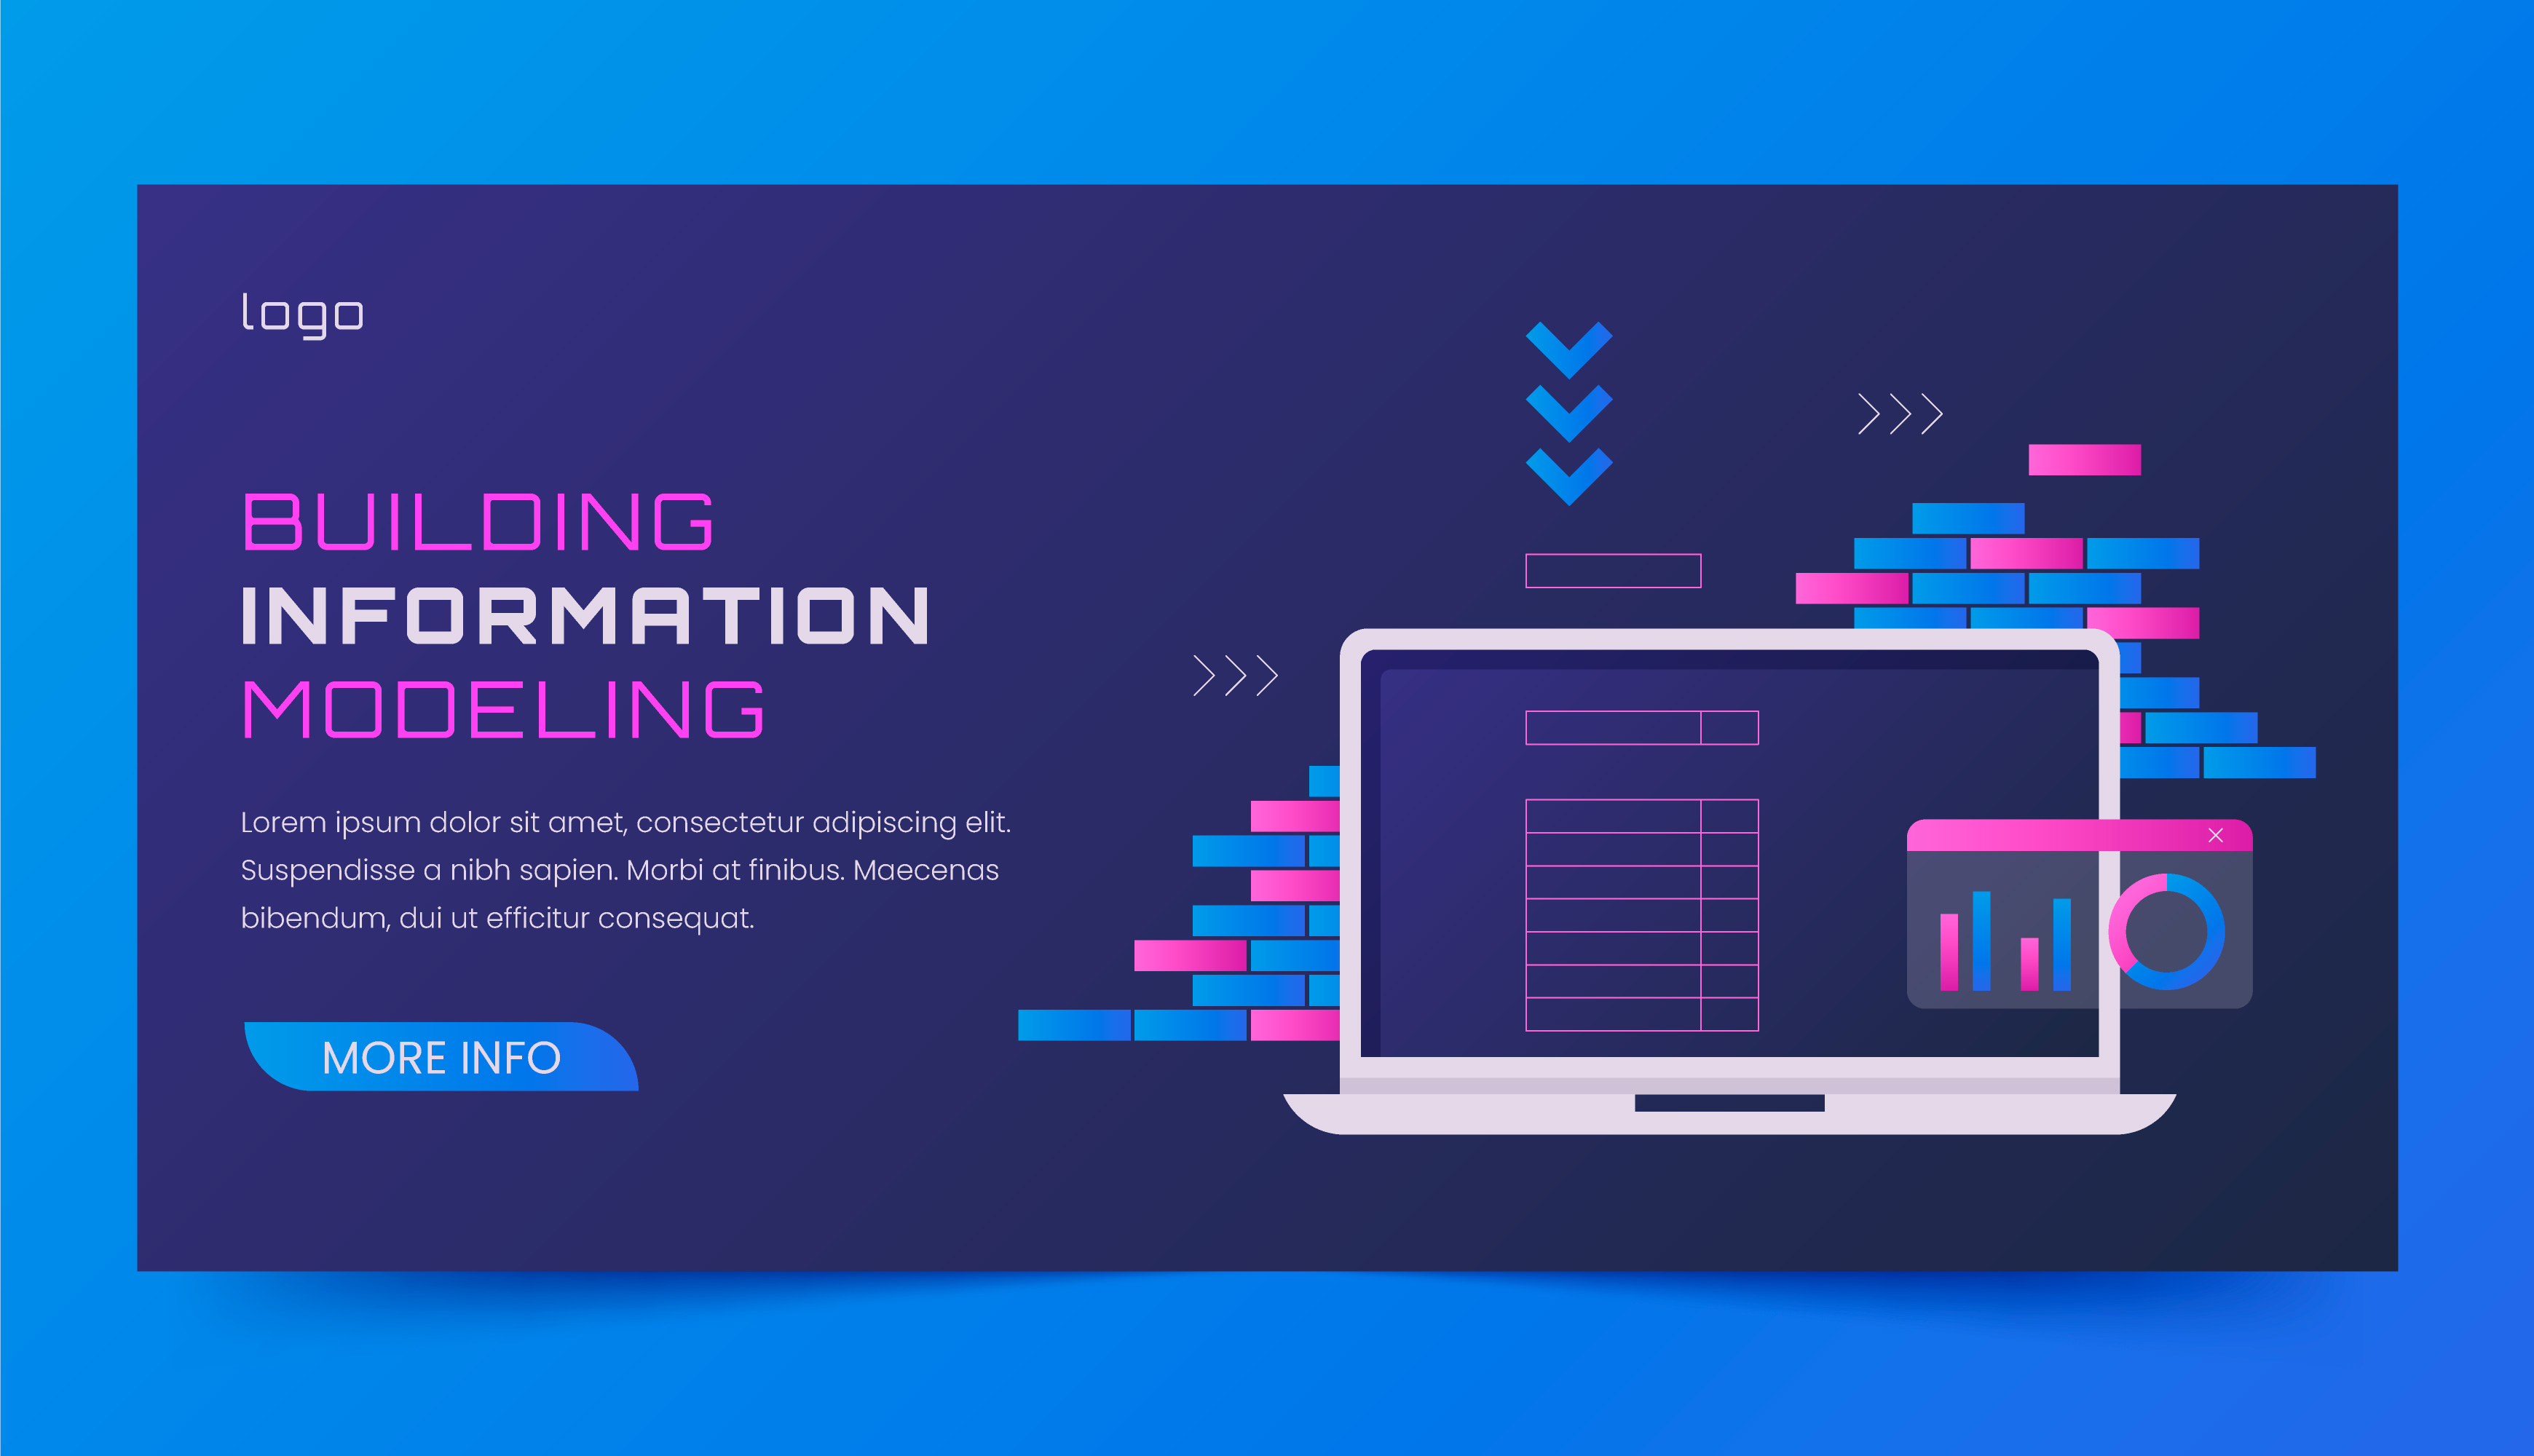 logo
BUILDING
INFORMATION
MODELING
Lorem ipsum dolor sit amet, consectetur adipiscing elit.
Suspendisse a nibh sapien. Morbi at finibus. Maecenas
bibendum, dui ut efficitur consequat.
MORE INFO